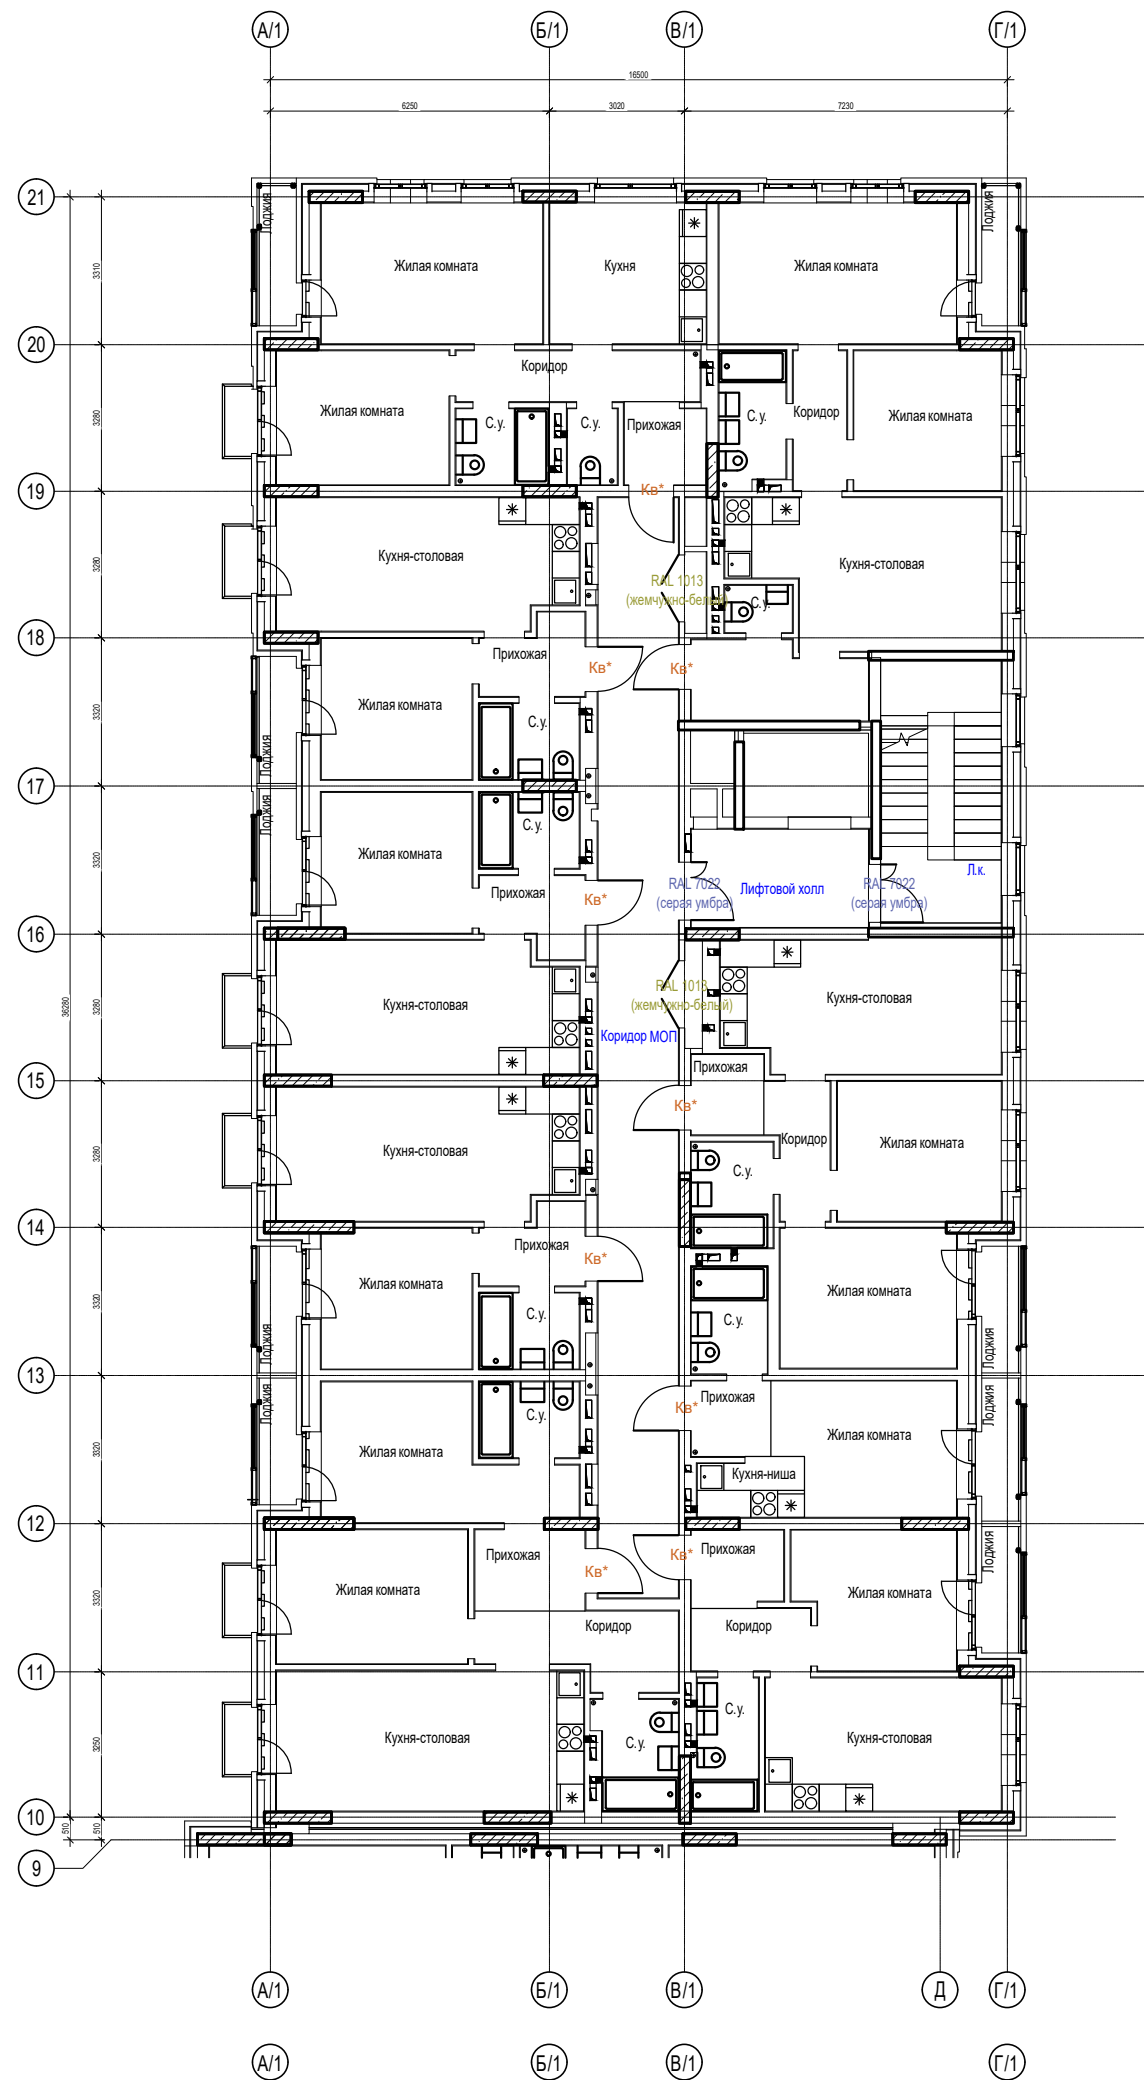 А/1 Б/1 В/1 Г/1
16500
6250 3020 7230
21
Лоджия
Лоджия
3310
Жилая комната Кухня Жилая комната
20
Коридор
3280
Жилая комната С.у. С.у. Прихожая С.у. Коридор Жилая комната
19
Кв*
3280
Кухня-столовая
Кухня-столовая
RAL 1013
(жемчужно-белый)
С.у.
18
Прихожая
Кв* Кв*
3320
Жилая комната
С.у.
Лоджия
17
Лоджия
3320
Жилая комната
С.у.
Прихожая
Кв*
RAL 7022
(серая умбра)
Лифтовой холл
RAL 7022
(серая умбра)
Л.к.
16
36280
3280
Кухня-столовая
RAL 1013
(жемчужно-белый)
Кухня-столовая
Коридор МОП
15
Прихожая
Кв*
3280
Кухня-столовая
Коридор
Жилая комната
С.у.
14
Прихожая
Кв*
3320
Жилая комната
Жилая комната
С.у.
С.у.
Лоджия
Лоджия
13
Лоджия
Лоджия
3320
Прихожая
Кв*
С.у.
Жилая комната
Жилая комната
Кухня-ниша
12
3320
Прихожая
Кв*
Кв*
Прихожая
Лоджия
Жилая комната
Жилая комната
Коридор
Коридор
11
3250
Кухня-столовая
С.у.
С.у.
Кухня-столовая
10
510 510
9
А/1 Б/1 В/1 Д Г/1
А/1 Б/1 В/1 Г/1